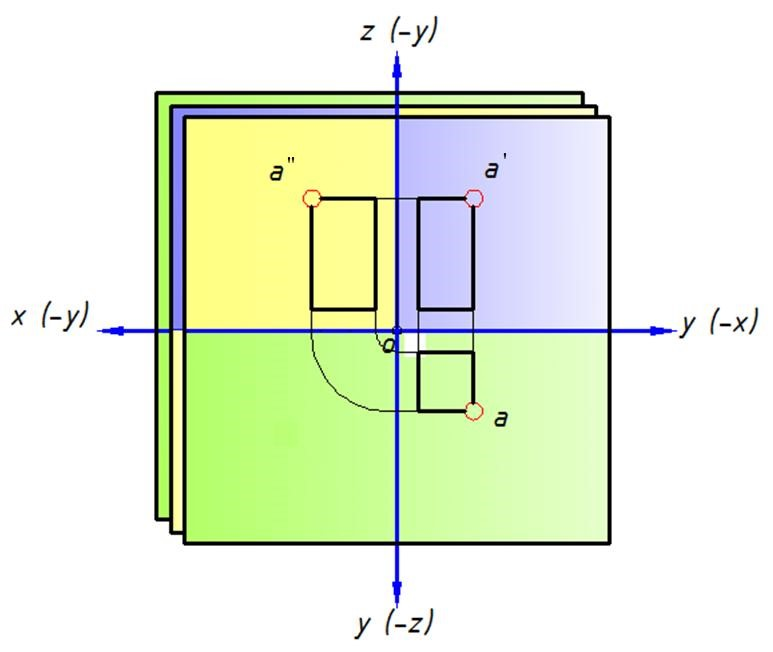 z (-y)
a" a'
x (-y) y (-x)
o
a
y (-z)